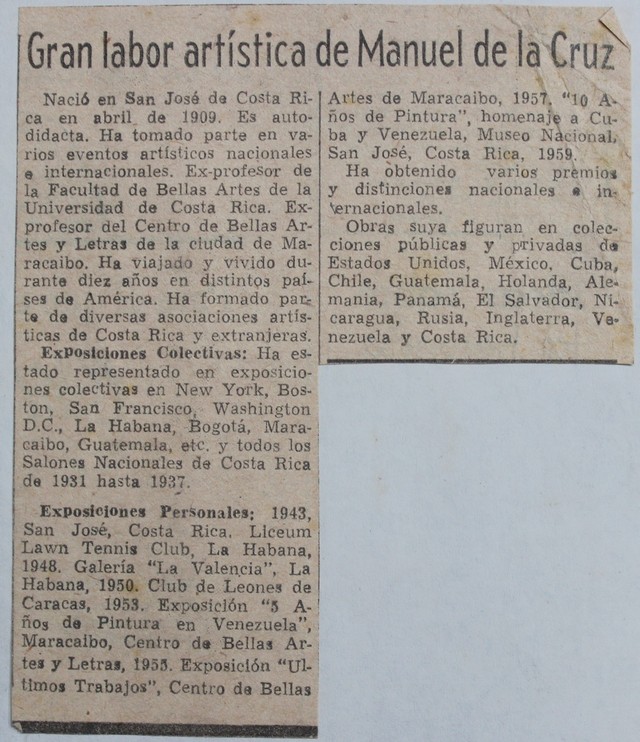 Gran labor artística de Manuel de la Cruz
Nació en San José de Costa Ri-
ca en abril de 1909. Es auto-
didacta. Ha tomado parte en va-
rios eventos artísticos nacionales
e internacionales. Ex-profesor de
la Facultad de Bellas Artes de la
Universidad de Costa Rica. Ex-
profesor del Centro de Bellas Ar-
tes y Letras de la ciudad de Ma-
racaibo. Ha viajado y vivido du-
rante diez años en distintos paí-
ses de América. Ha formado par-
te de diversas asociaciones artís-
ticas de Costa Rica y extranjeras.
Exposiciones Colectivas: Ha es-
tado representado en exposicio-
nes colectivas en New York, Bos-
ton, San Francisco, Washington
D.C., La Habana, Bogotá, Mara-
caibo, Guatemala, etc. y todos los
Salones Nacionales de Costa Rica
de 1931 hasta 1937.
Exposiciones Personales: 1943,
San José, Costa Rica. Liceum
Lawn Tennis Club, La Habana,
1948. Galería "La Valencia", La
Habana, 1950. Club de Leones de
Caracas, 1953. Exposición "5 A-
ños de Pintura en Venezuela",
Maracaibo, Centro de Bellas Ar-
tes y Letras, 1955. Exposición "Ul-
timos Trabajos", Centro de Bellas
Artes de Maracaibo, 1957. "10 A-
ños de Pintura", homenaje a Cu-
ba y Venezuela, Museo Nacional,
San José, Costa Rica, 1959.
Ha obtenido varios premios
y distinciones nacionales e in-
ternacionales.
Obras suya figuran en colec-
ciones públicas y privadas de
Estados Unidos, México, Cuba,
Chile, Guatemala, Holanda, Ale-
mania, Panamá, El Salvador, Ni-
caragua, Rusia, Inglaterra, Ve-
nezuela y Costa Rica.